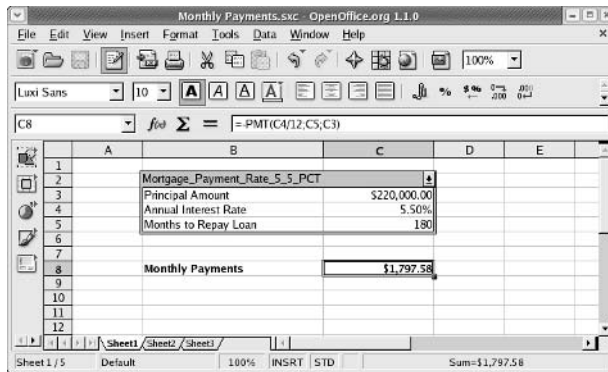 Monthly Payments.sxc - OpenOffice.org 1.1.0
File Edit View Insert Format Tools Data Window Help
100%
Luxi Sans 10 A A A A
C8 f(x) Σ = =-PMT(C4/12;C5;C3)
A B C D E
1
2 Mortgage_Payment_Rate_5_5_PCT
3 Principal Amount $220,000.00
4 Annual Interest Rate 5.50%
5 Months to Repay Loan 180
6
7
8 Monthly Payments $1,797.58
9
10
11
12
Sheet1 Sheet2 Sheet3
Sheet 1 / 5 Default 100% INSRT STD Sum=$1,797.58